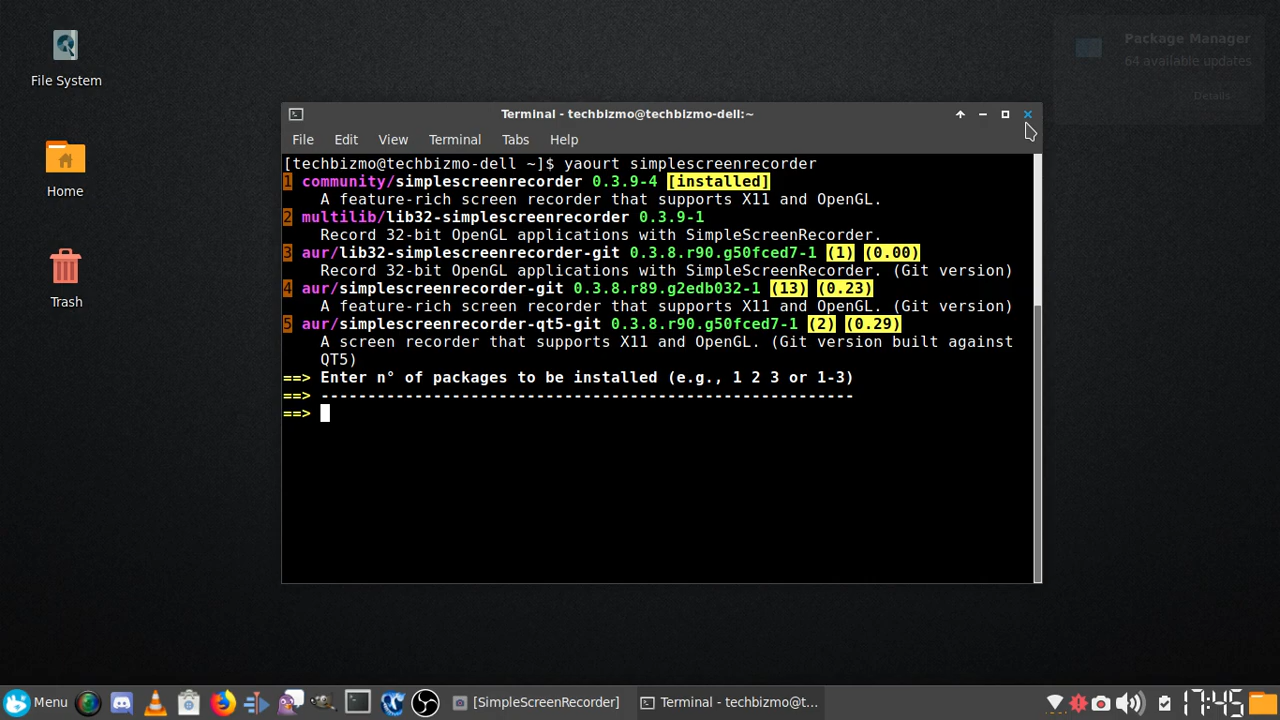 File System
Home
Trash
Package Manager
64 available updates
Details
Terminal - techbizmo@techbizmo-dell:~
File Edit View Terminal Tabs Help
[techbizmo@techbizmo-dell ~]$ yaourt simplescreenrecorder
1 community/simplescreenrecorder 0.3.9-4 [installed]
A feature-rich screen recorder that supports X11 and OpenGL.
2 multilib/lib32-simplescreenrecorder 0.3.9-1
Record 32-bit OpenGL applications with SimpleScreenRecorder.
3 aur/lib32-simplescreenrecorder-git 0.3.8.r90.g50fced7-1 (1) (0.00)
Record 32-bit OpenGL applications with SimpleScreenRecorder. (Git version)
4 aur/simplescreenrecorder-git 0.3.8.r89.g2edb032-1 (13) (0.23)
A feature-rich screen recorder that supports X11 and OpenGL. (Git version)
5 aur/simplescreenrecorder-qt5-git 0.3.8.r90.g50fced7-1 (2) (0.29)
A screen recorder that supports X11 and OpenGL. (Git version built against
QT5)
==> Enter n° of packages to be installed (e.g., 1 2 3 or 1-3)
==> ---------------------------------------------------------
==>
Menu [SimpleScreenRecorder] Terminal - techbizmo@t... 17:45